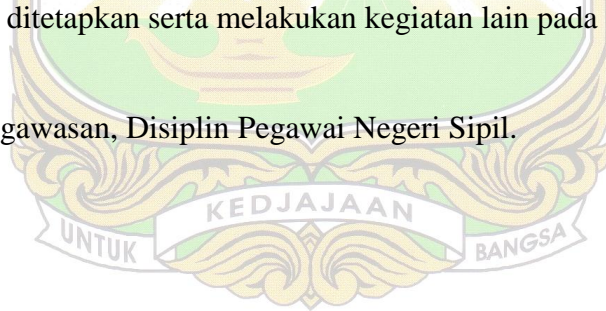 ditetapkan serta melakukan kegiatan lain pada
gawasan, Disiplin Pegawai Negeri Sipil.
UNTUK KEDJAJAAN BANGSA